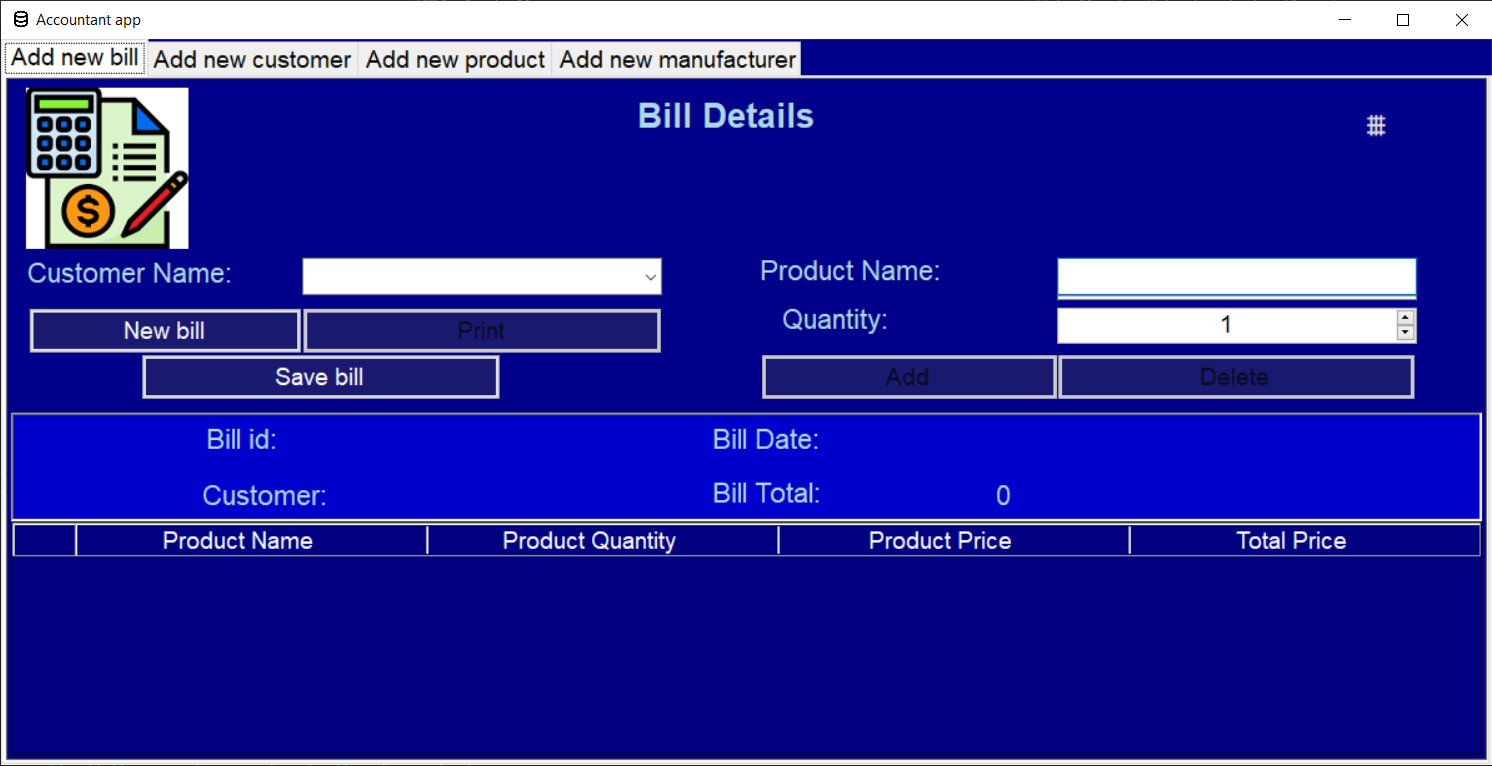 Accountant app
Add new bill Add new customer Add new product Add new manufacturer
$
Bill Details
#
Customer Name: Product Name:
New bill Print Quantity: 1
Save bill Add Delete
Bill id: Bill Date:
Customer: Bill Total: 0
Product Name Product Quantity Product Price Total Price